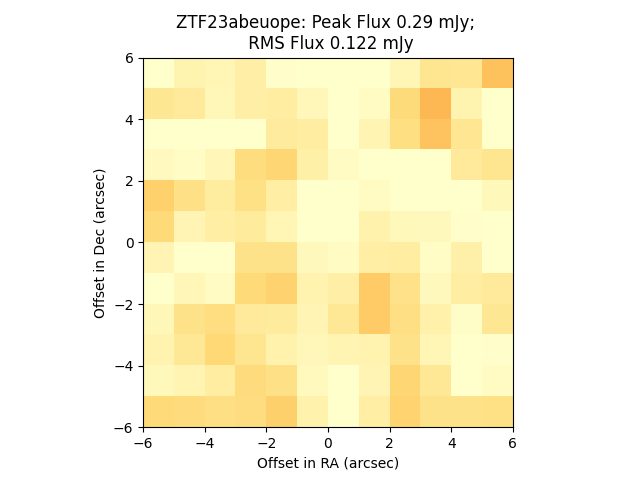 ZTF23abeuope: Peak Flux 0.29 mJy;
RMS Flux 0.122 mJy
6
4
2
0
−2
−4
−6
Offset in Dec (arcsec)
−6 −4 −2 0 2 4 6
Offset in RA (arcsec)